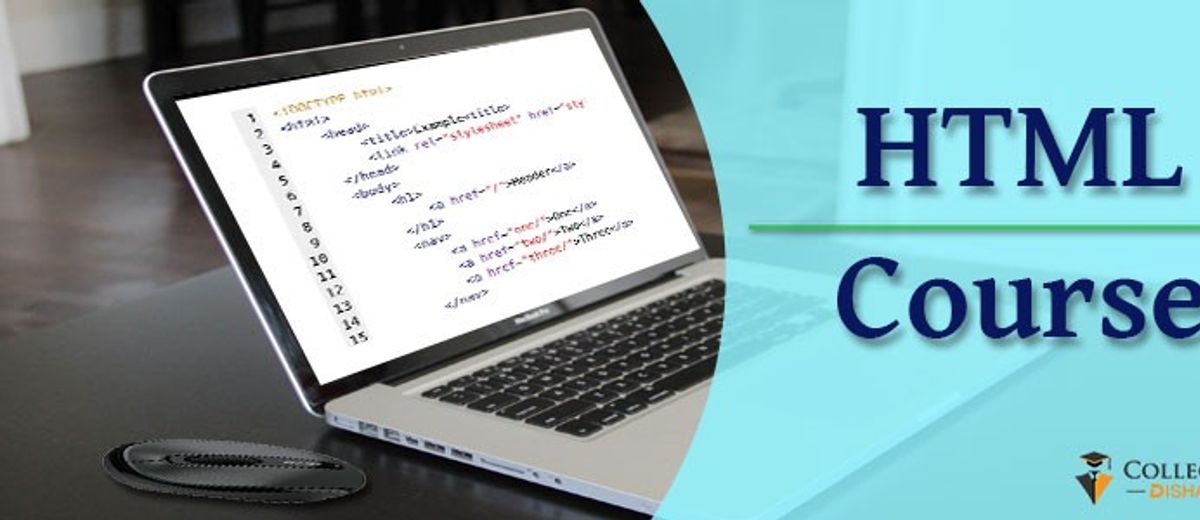 1 <!DOCTYPE html>
2 <html>
3 <head>
4 <title>Example<title>
5 <link rel="stylesheet" href="sty
6 </head>
7 <body>
8 <h1>
9 <a href="/">Header</a>
10 </h1>
11 <nav>
12 <a href="one/">One</a>
13 <a href="two/">Two</a>
14 <a href="three/">Three</a>
15 </nav>
MacBook Pro
HTML
Course
COLLEG
DISHA